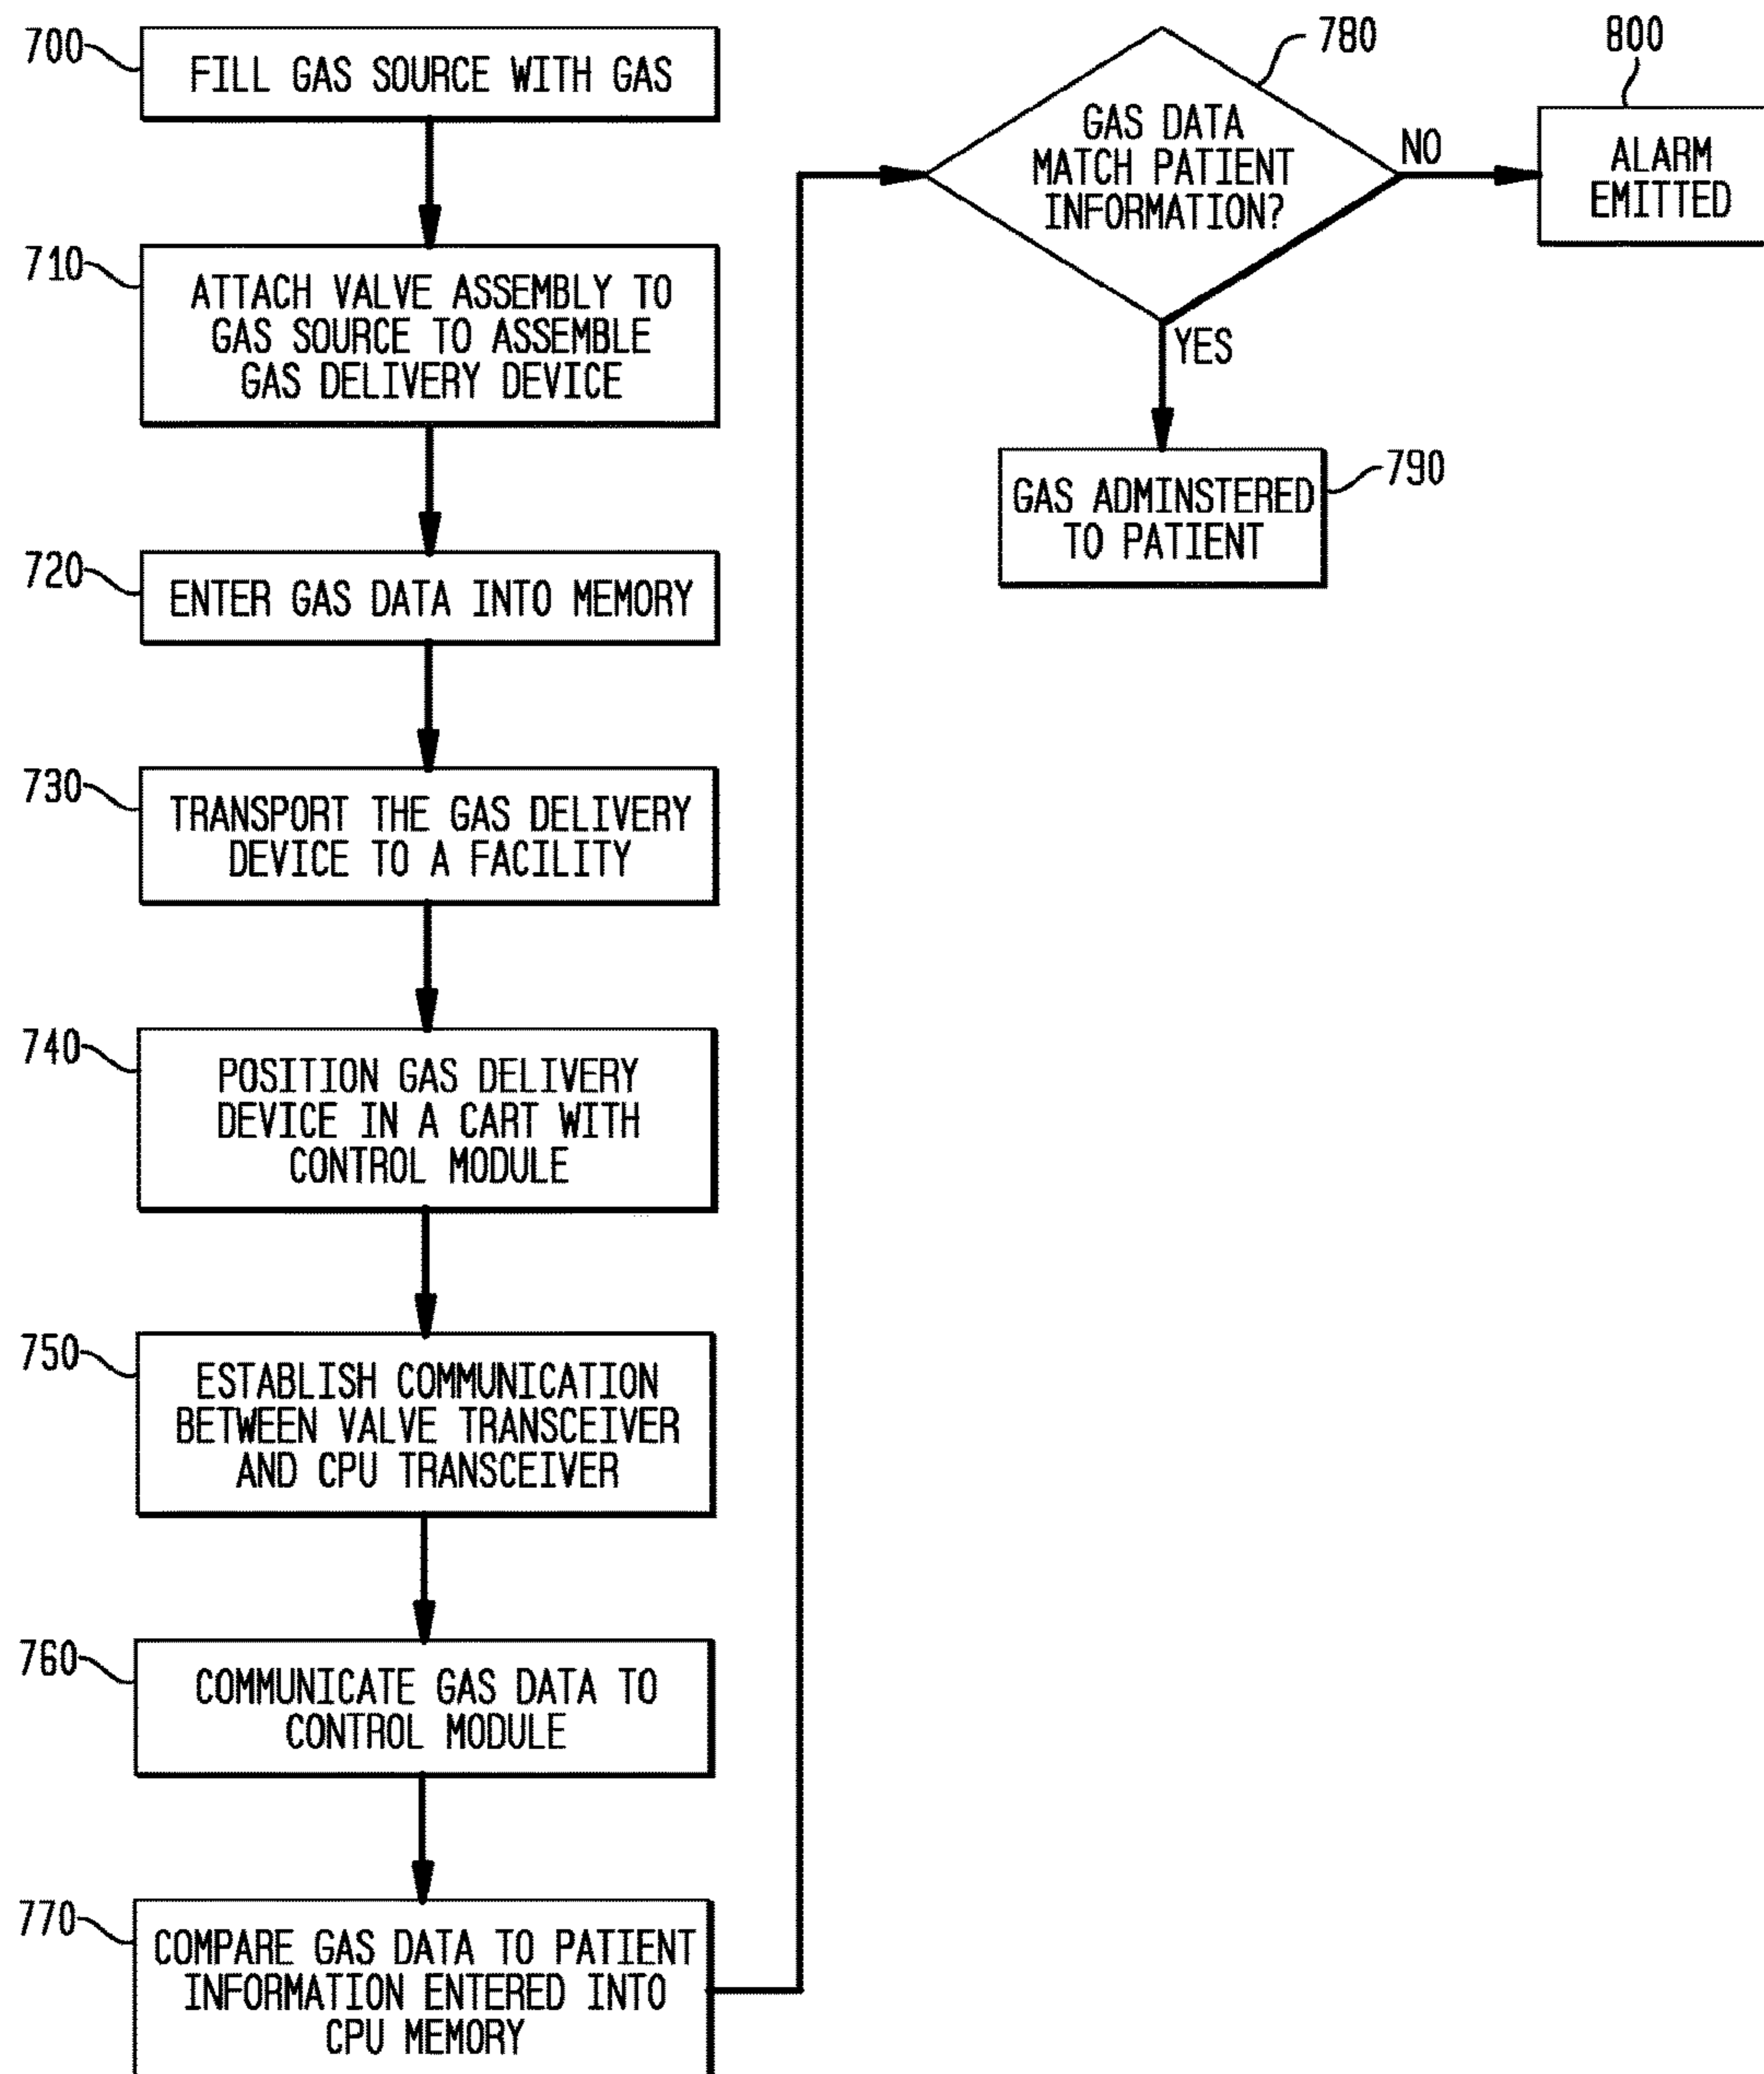 700
FILL GAS SOURCE WITH GAS
710
ATTACH VALVE ASSEMBLY TO
GAS SOURCE TO ASSEMBLE
GAS DELIVERY DEVICE
720
ENTER GAS DATA INTO MEMORY
730
TRANSPORT THE GAS DELIVERY
DEVICE TO A FACILITY
740
POSITION GAS DELIVERY
DEVICE IN A CART WITH
CONTROL MODULE
750
ESTABLISH COMMUNICATION
BETWEEN VALVE TRANSCEIVER
AND CPU TRANSCEIVER
760
COMMUNICATE GAS DATA TO
CONTROL MODULE
770
COMPARE GAS DATA TO PATIENT
INFORMATION ENTERED INTO
CPU MEMORY
780
GAS DATA
MATCH PATIENT
INFORMATION?
NO
800
ALARM
EMITTED
YES
790
GAS ADMINSTERED
TO PATIENT